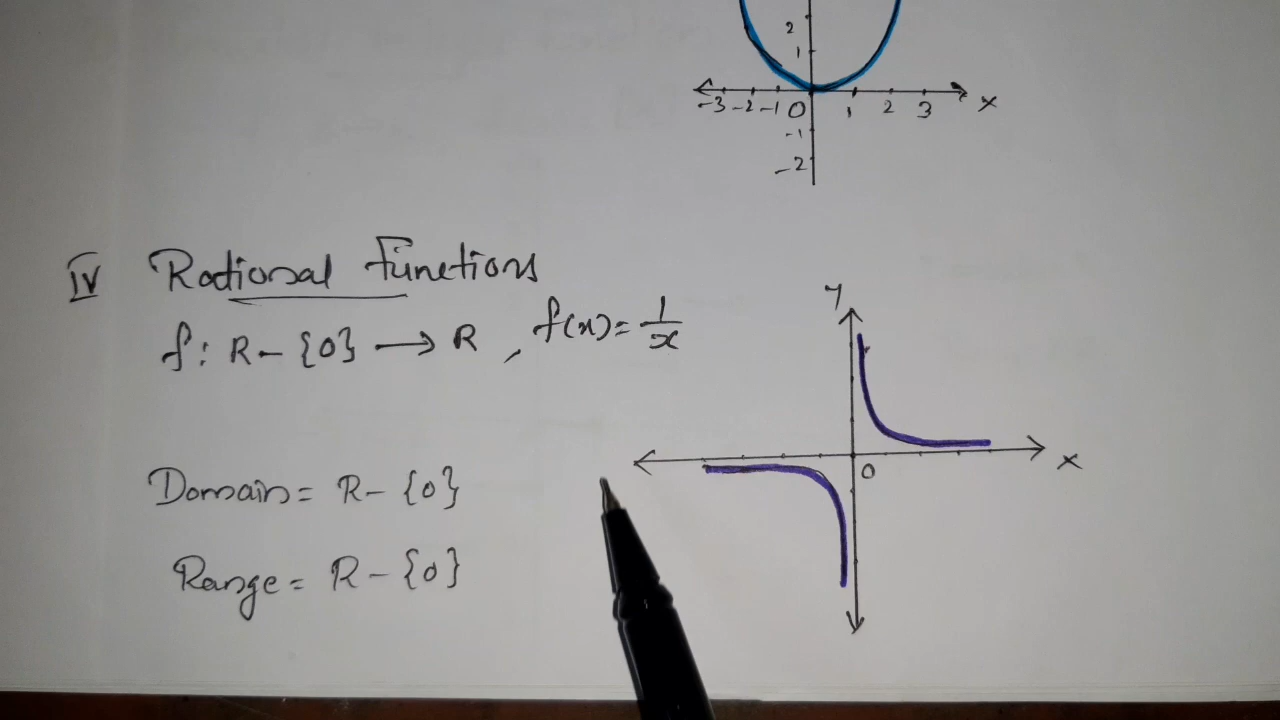 2
1
-3 -2 -1 0 1 2 3 x
-1
-2
IV Rational Functions
f: R - {0} ⟶ R , f(x) = 1/x
y
x
0
Domain = R - {0}
Range = R - {0}